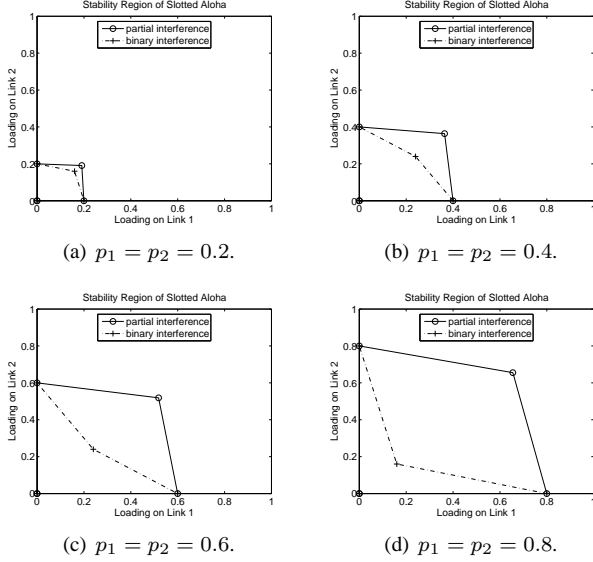 Stability Region of Slotted Aloha
partial interference
binary interference
Loading on Link 2
1
0.8
0.6
0.4
0.2
0
0 0.2 0.4 0.6 0.8 1
Loading on Link 1
(a) p₁ = p₂ = 0.2.
Stability Region of Slotted Aloha
partial interference
binary interference
Loading on Link 2
1
0.8
0.6
0.4
0.2
0
0 0.2 0.4 0.6 0.8 1
Loading on Link 1
(b) p₁ = p₂ = 0.4.
Stability Region of Slotted Aloha
partial interference
binary interference
Loading on Link 2
1
0.8
0.6
0.4
0.2
0
0 0.2 0.4 0.6 0.8 1
Loading on Link 1
(c) p₁ = p₂ = 0.6.
Stability Region of Slotted Aloha
partial interference
binary interference
Loading on Link 2
1
0.8
0.6
0.4
0.2
0
0 0.2 0.4 0.6 0.8 1
Loading on Link 1
(d) p₁ = p₂ = 0.8.